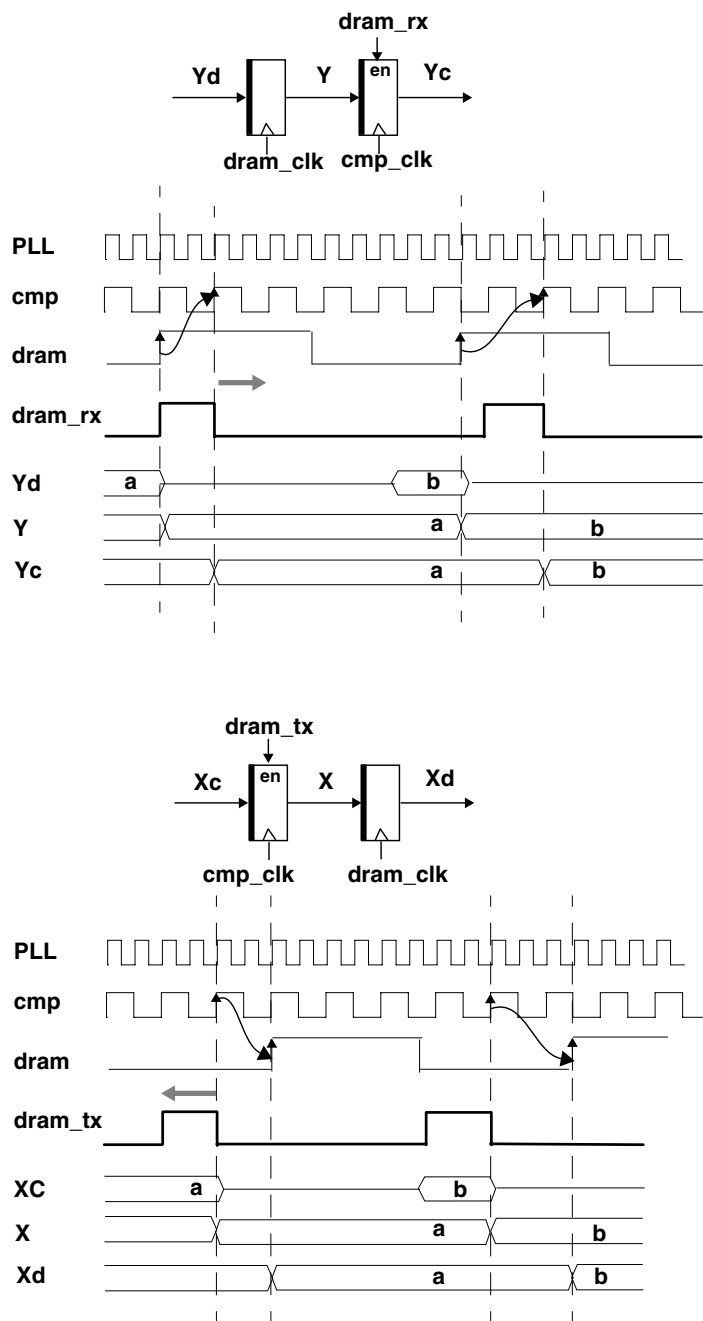 dram_rx
Yd
Y
en
Yc
dram_clk
cmp_clk
PLL
cmp
dram
dram_rx
Yd
a
b
Y
a
b
Yc
a
b
dram_tx
Xc
en
X
Xd
cmp_clk
dram_clk
PLL
cmp
dram
dram_tx
XC
a
b
X
a
b
Xd
a
b